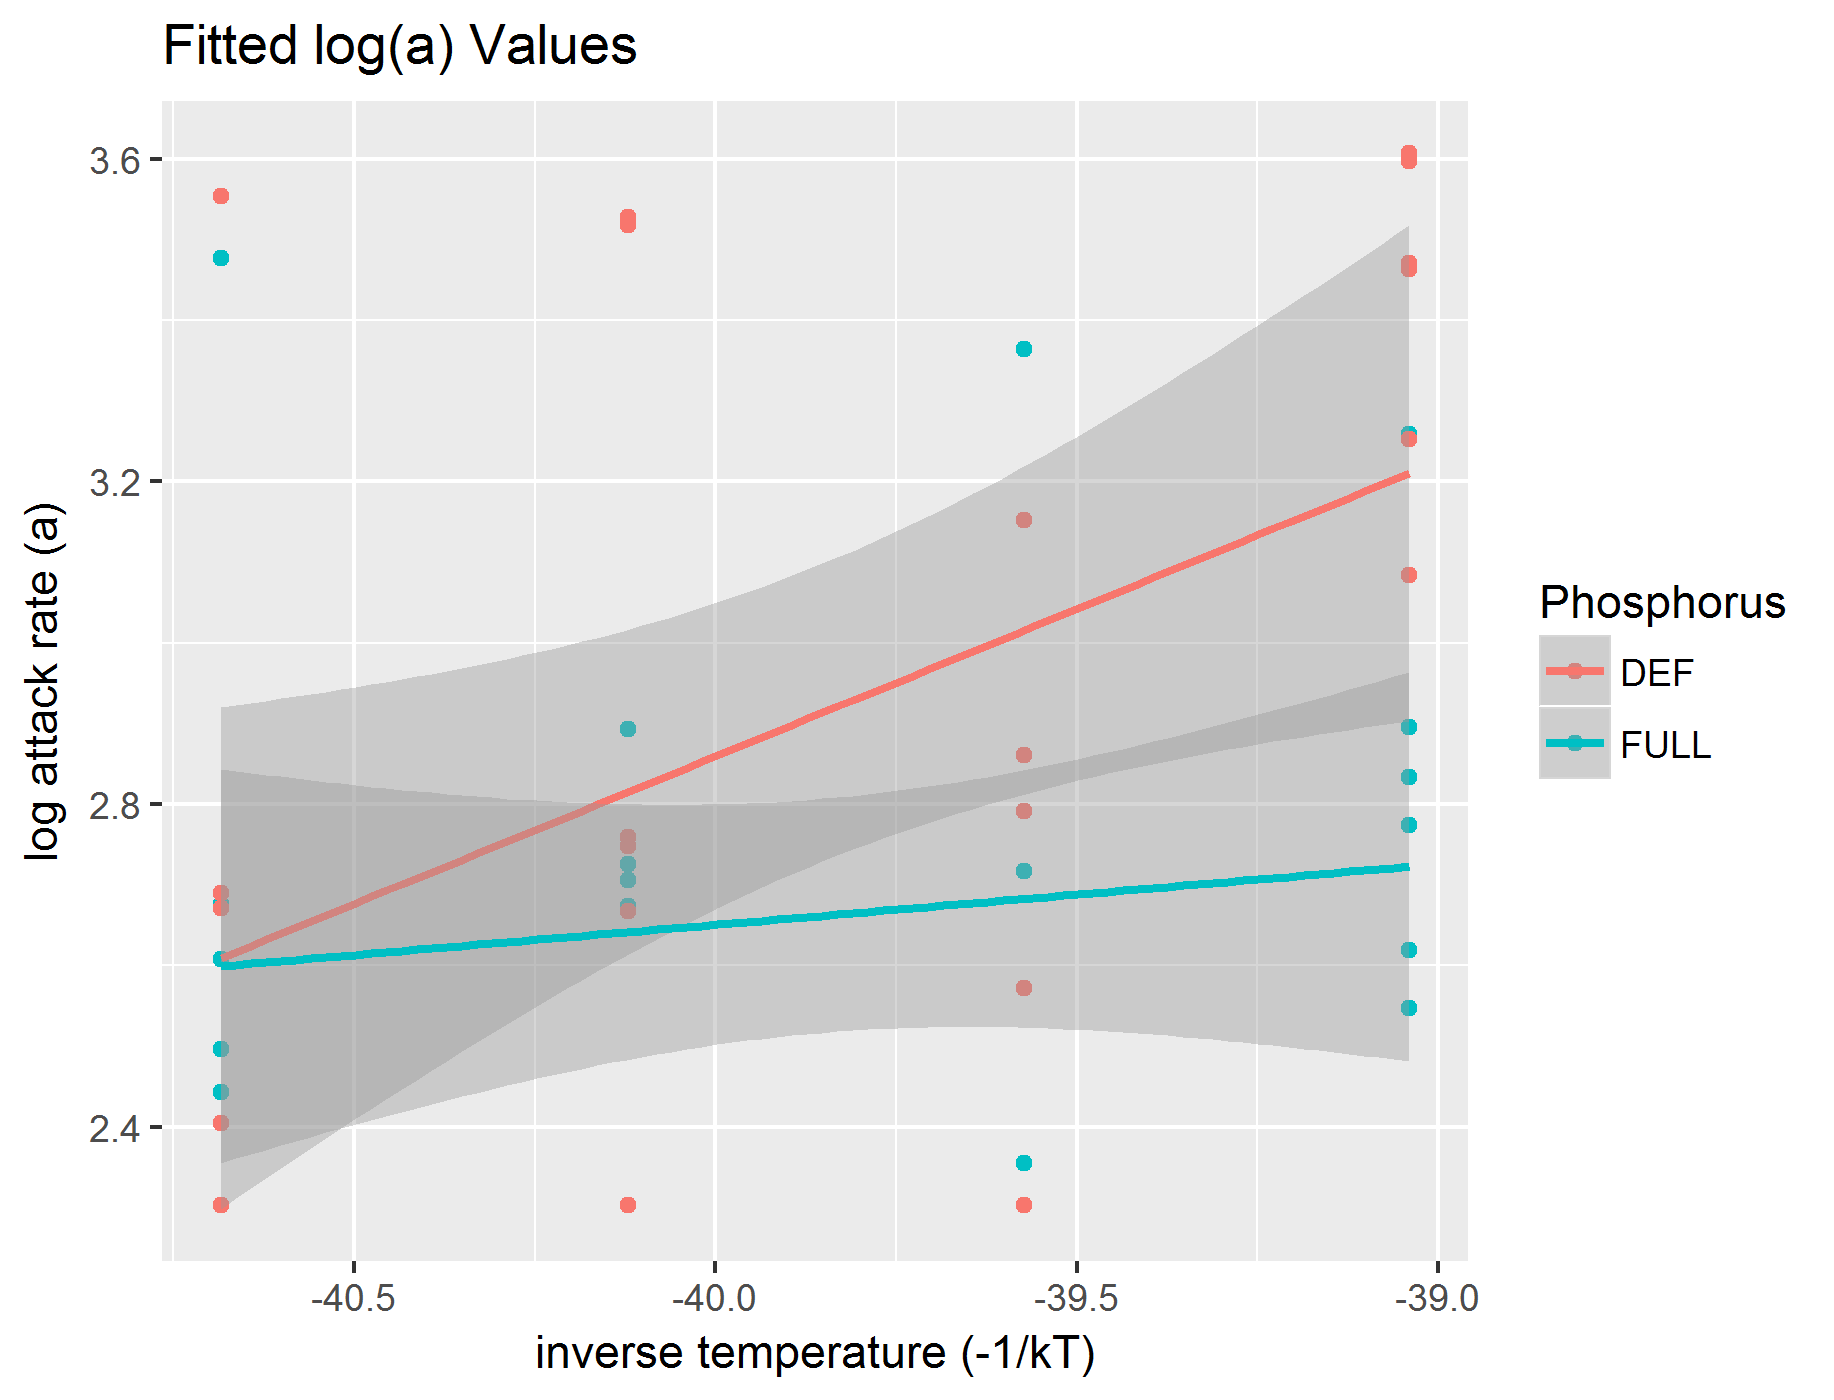 Fitted log(a) Values
3.6
3.2
2.8
2.4
log attack rate (a)
-40.5
-40.0
-39.5
-39.0
inverse temperature (-1/kT)
Phosphorus
DEF
FULL